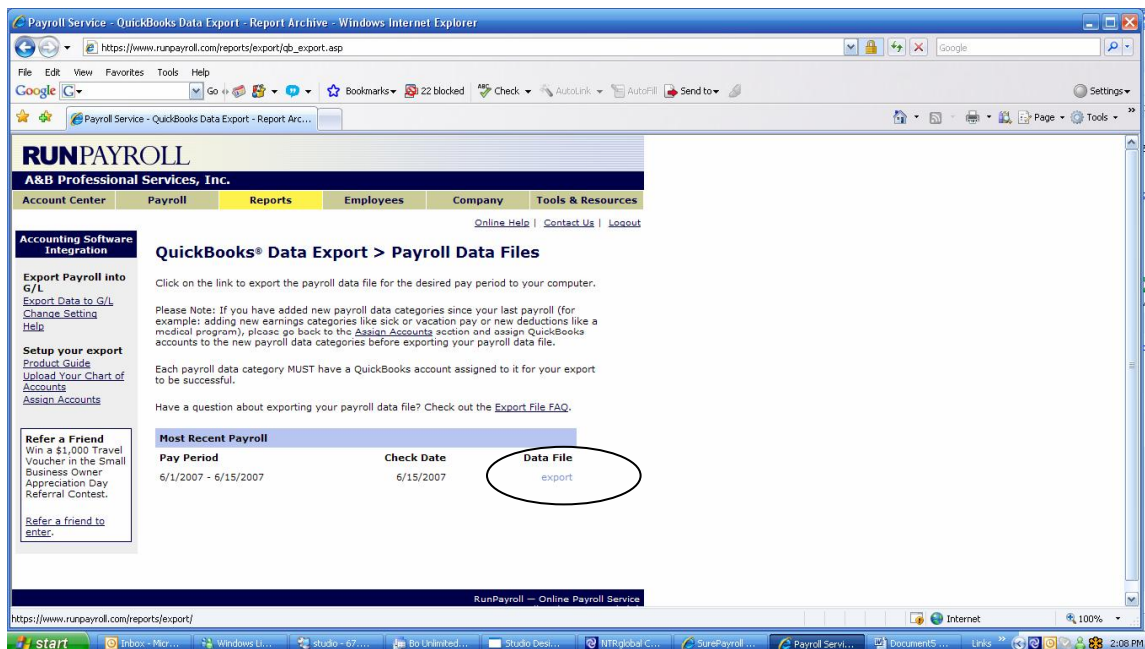 Payroll Service - QuickBooks Data Export - Report Archive - Windows Internet Explorer
https://www.runpayroll.com/reports/export/qb_export.asp
Google
File Edit View Favorites Tools Help
Google G Go Bookmarks 22 blocked Check AutoLink AutoFill Send to Settings
Payroll Service - QuickBooks Data Export - Report Arc... Page Tools »
RUNPAYROLL
A&B Professional Services, Inc.
Account Center Payroll Reports Employees Company Tools & Resources
Online Help | Contact Us | Logout
Accounting Software
Integration
Export Payroll into
G/L
Export Data to G/L
Change Setting
Help
Setup your export
Product Guide
Upload Your Chart of
Accounts
Assign Accounts
Refer a Friend
Win a $1,000 Travel
Voucher in the Small
Business Owner
Appreciation Day
Referral Contest.
Refer a friend to
enter.
QuickBooks® Data Export > Payroll Data Files
Click on the link to export the payroll data file for the desired pay period to your computer.
Please Note: If you have added new payroll data categories since your last payroll (for
example: adding new earnings categories like sick or vacation pay or new deductions like a
medical program), please go back to the Assign Accounts section and assign QuickBooks
accounts to the new payroll data categories before exporting your payroll data file.
Each payroll data category MUST have a QuickBooks account assigned to it for your export
to be successful.
Have a question about exporting your payroll data file? Check out the Export File FAQ.
Most Recent Payroll
Pay Period Check Date Data File
6/1/2007 - 6/15/2007 6/15/2007 export
RunPayroll — Online Payroll Service
https://www.runpayroll.com/reports/export/ Internet 100%
start Inbox - Micr... Windows Li... studio - 67.... Bo Unlimited... Studio Desi... NTRglobal C... SurePayroll ... Payroll Servi... Document5 ... Links » 2:08 PM